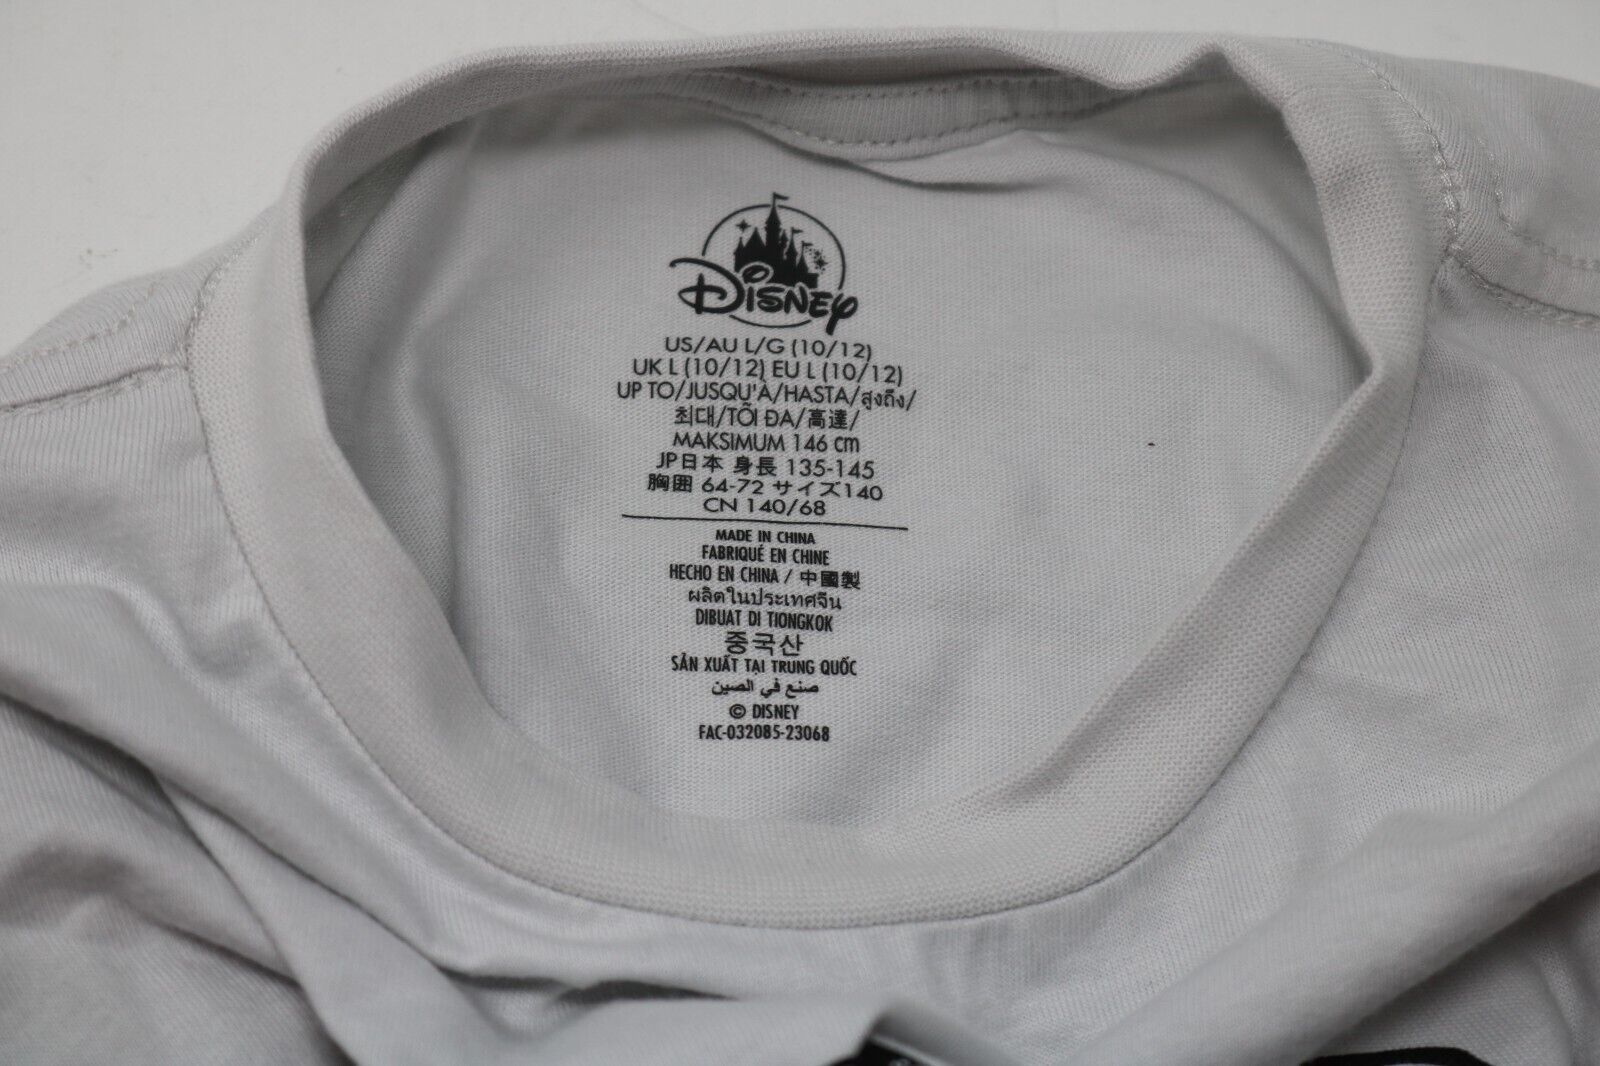 DISNEY
US/AU L/G (10/12)
UK L (10/12) EU L (10/12)
UP TO/JUSQU'À/HASTA/สูงถึง/
최대/TỐI ĐA/高達/
MAKSIMUM 146 cm
JP日本 身長 135-145
胸囲 64-72 サイズ140
CN 140/68
MADE IN CHINA
FABRIQUÉ EN CHINE
HECHO EN CHINA / 中國製
ผลิตในประเทศจีน
DIBUAT DI TIONGKOK
중국산
SẢN XUẤT TẠI TRUNG QUỐC
صنع في الصين
© DISNEY
FAC-032085-23068